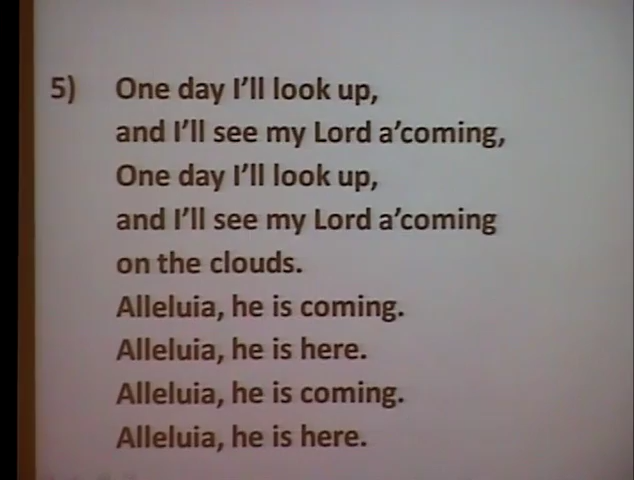 5) One day I'll look up,
and I'll see my Lord a'coming,
One day I'll look up,
and I'll see my Lord a'coming
on the clouds.
Alleluia, he is coming.
Alleluia, he is here.
Alleluia, he is coming.
Alleluia, he is here.